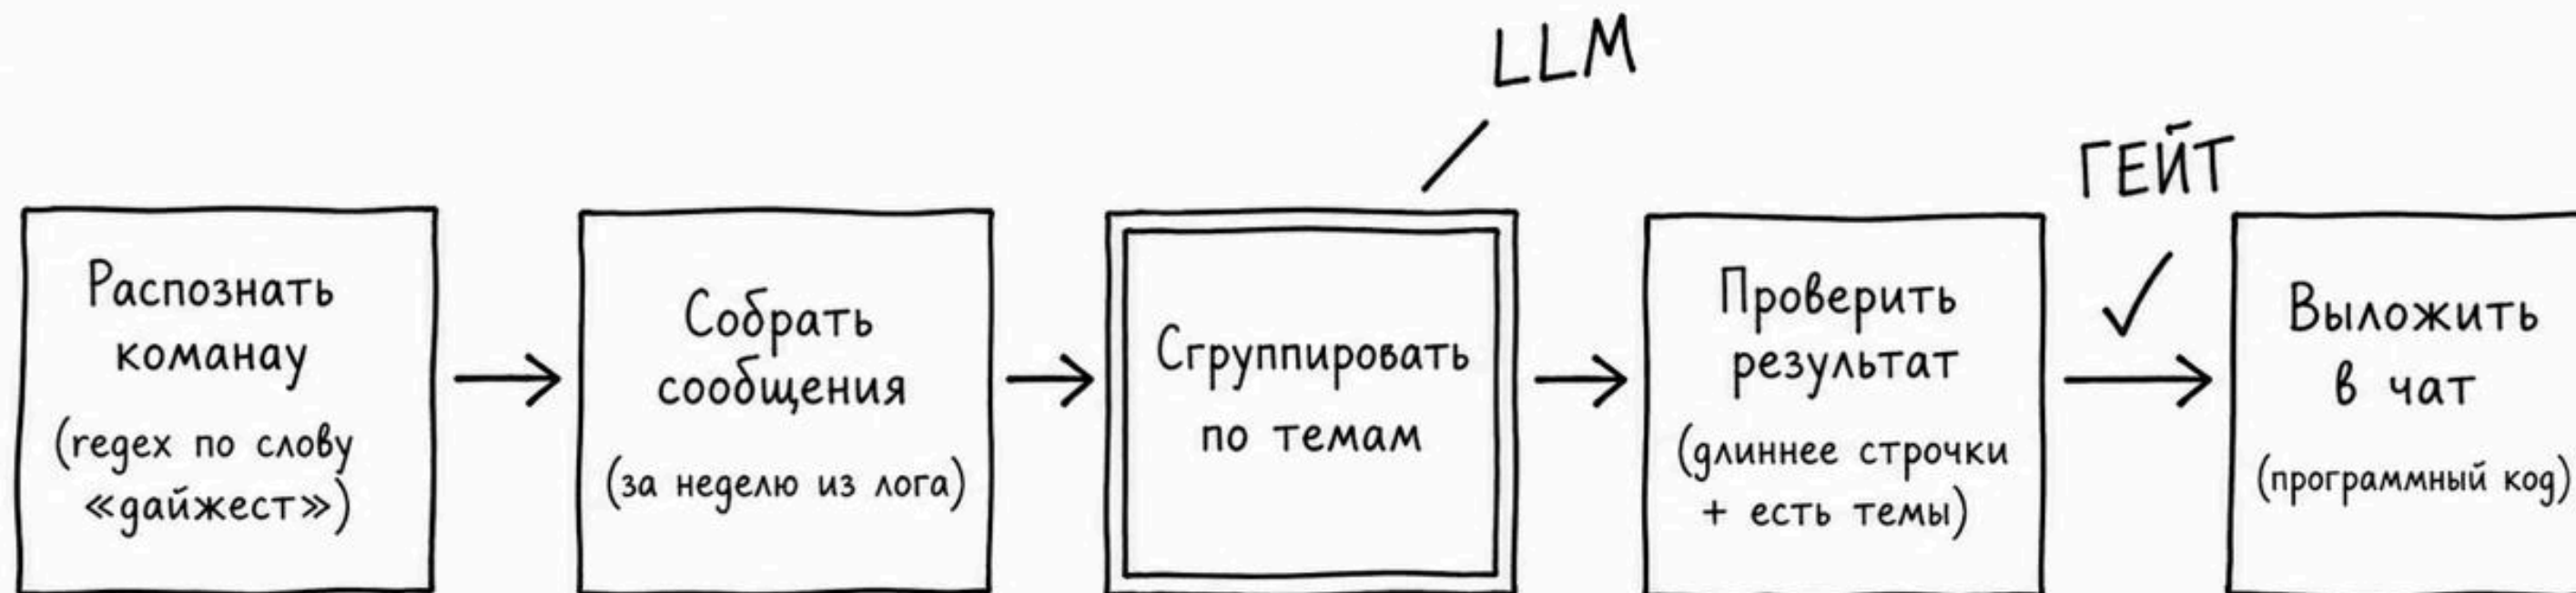 LLM
ГЕЙТ
Распознать
команау
(regex по слову
«дайжест»)
Собрать
сообщения
(за неделю из лога)
Сгруппировать
по темам
Проверить
результат
(длиннее строчки
+ есть темы)
Выложить
в чат
(программный код)